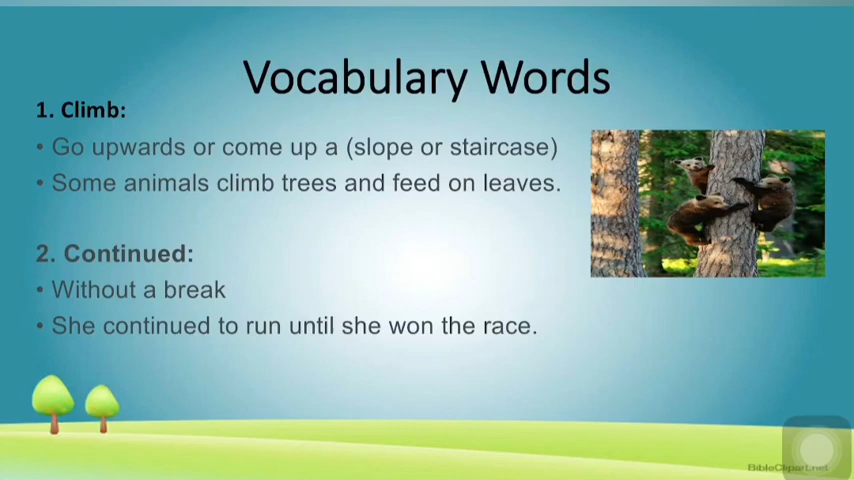 Vocabulary Words
1. Climb:
• Go upwards or come up a (slope or staircase)
• Some animals climb trees and feed on leaves.
2. Continued:
• Without a break
• She continued to run until she won the race.
BibleClipart.net